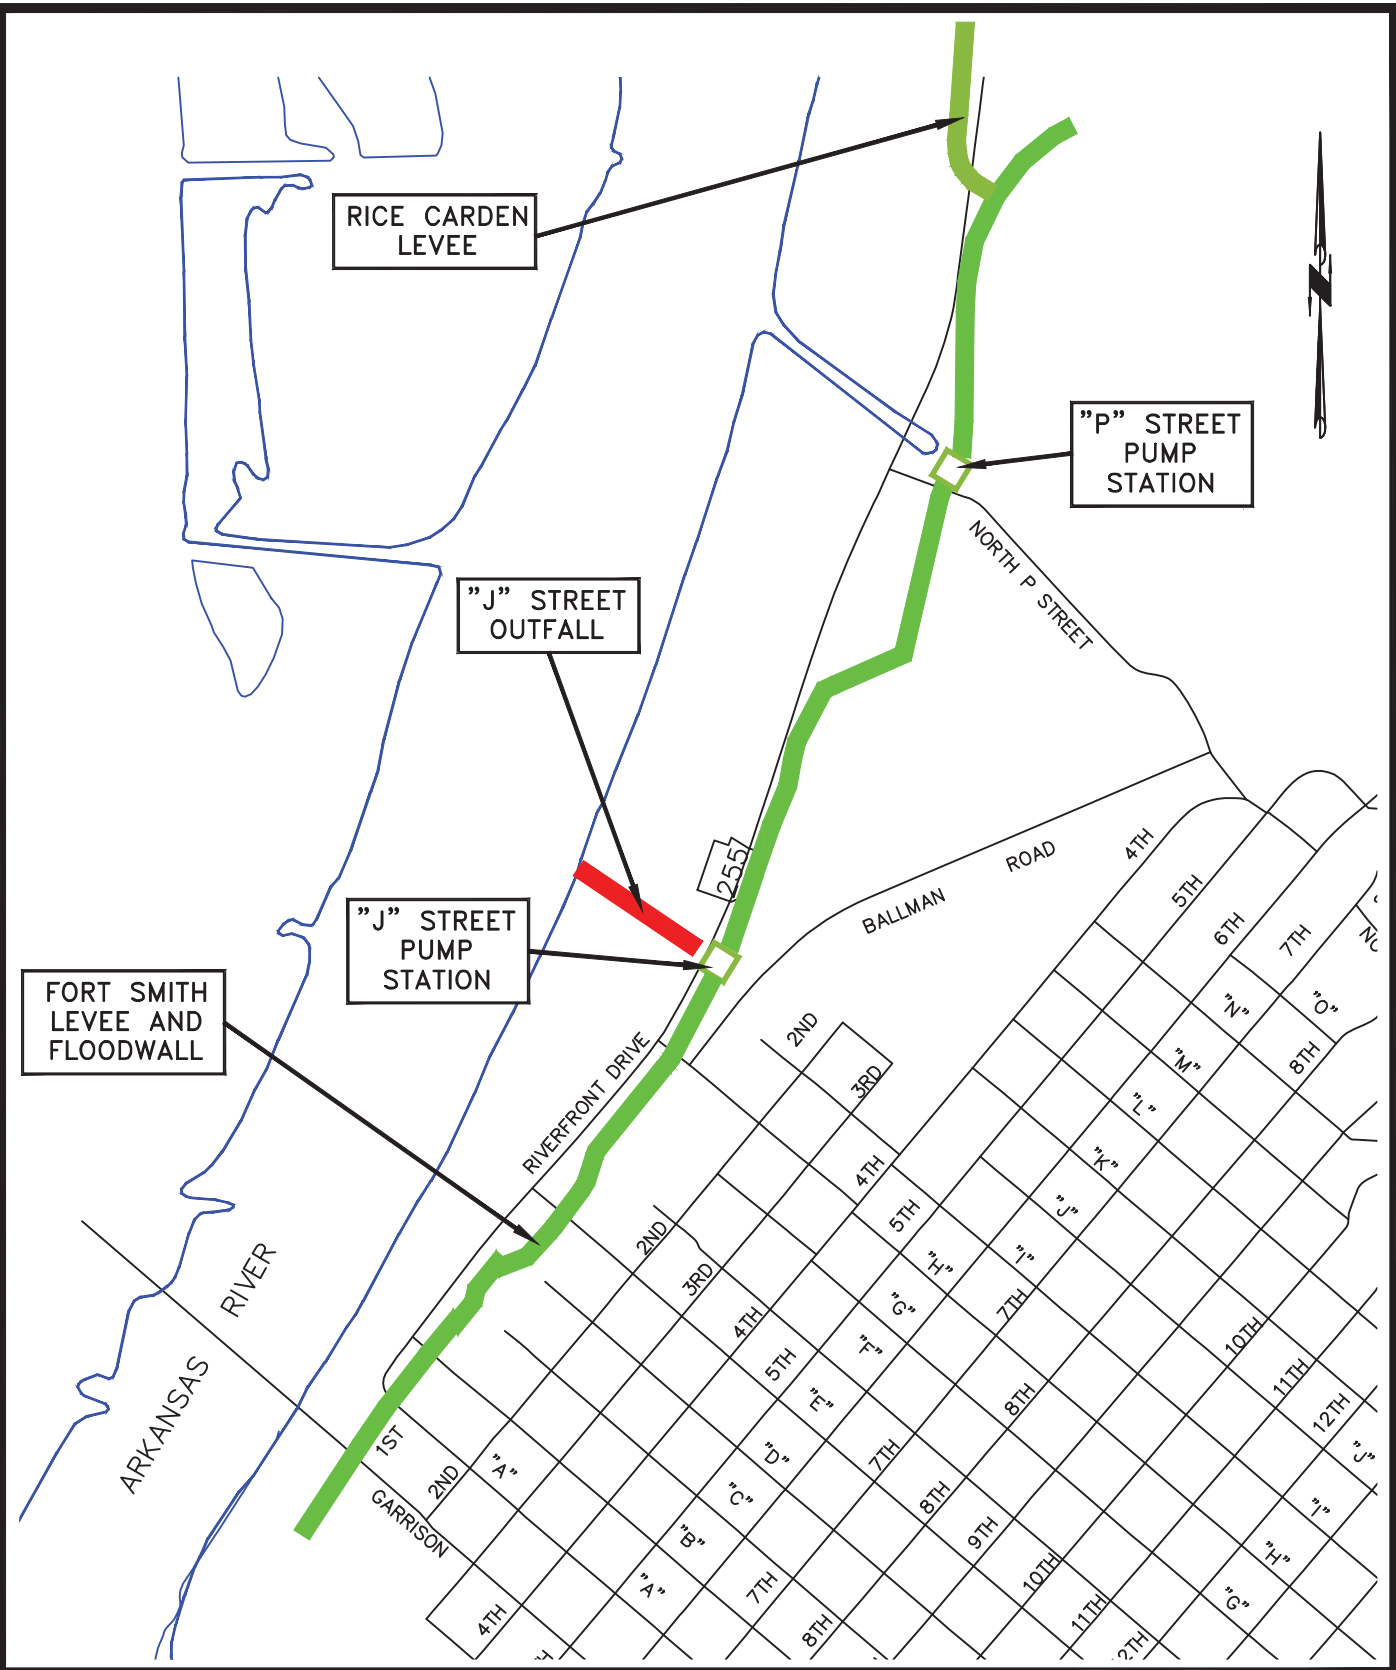 RICE CARDEN
LEVEE
"P" STREET
PUMP
STATION
NORTH P STREET
"J" STREET
OUTFALL
255
4TH
ROAD
BALLMAN
5TH
6TH
7TH
"J" STREET
PUMP
STATION
FORT SMITH
LEVEE AND
FLOODWALL
"N"
"O"
8TH
"M"
"L"
2ND
3RD
RIVERFRONT DRIVE
"K"
4TH
"J"
5TH
2ND
"H"
"I"
3RD
"G"
7TH
4TH
"F"
RIVER
ARKANSAS
10TH
11TH
12TH
5TH
"E"
8TH
1ST
2ND
"A"
"D"
7TH
"J"
"C"
8TH
"I"
GARRISON
"B"
9TH
"H"
"A"
7TH
10TH
"G"
4TH
8TH
11TH